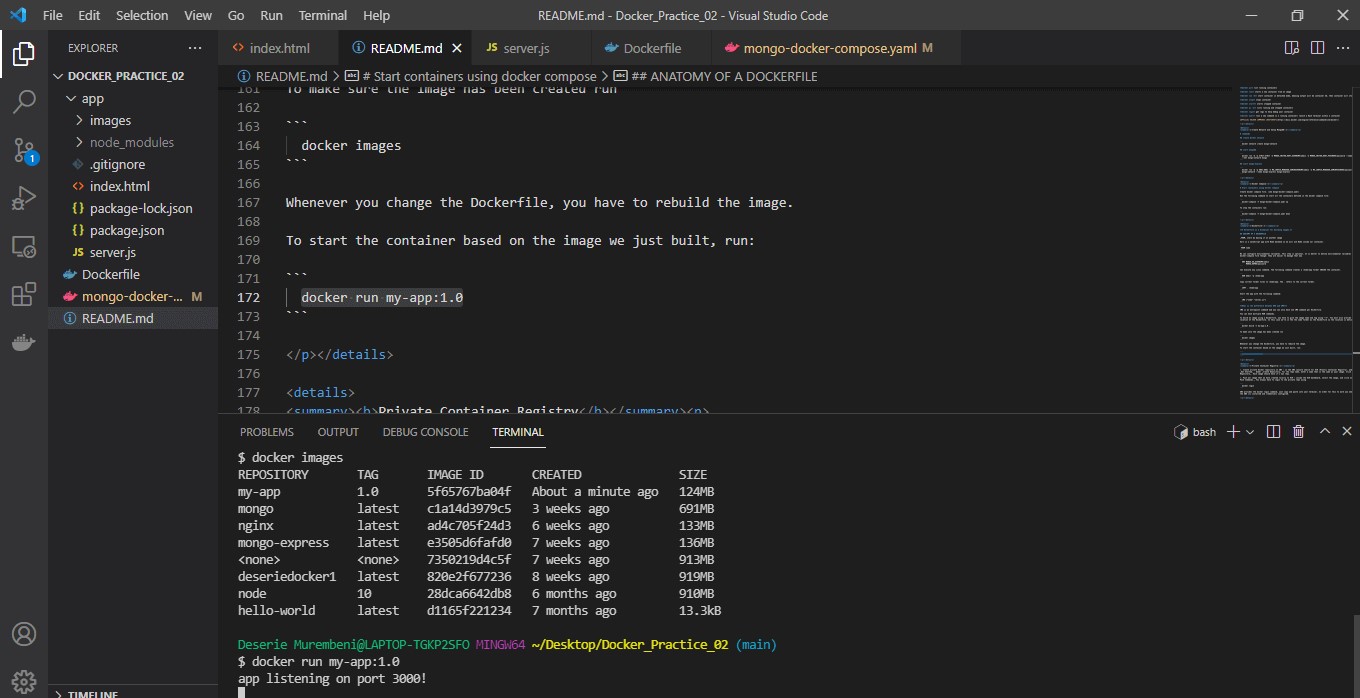 File Edit Selection View Go Run Terminal Help
README.md - Docker_Practice_02 - Visual Studio Code
EXPLORER
DOCKER_PRACTICE_02
app
images
node_modules
.gitignore
index.html
package-lock.json
package.json
JS server.js
Dockerfile
mongo-docker-... M
README.md
TIMELINE
1
index.html
README.md
JS server.js
Dockerfile
mongo-docker-compose.yaml M
README.md > # Start containers using docker compose > ## ANATOMY OF A DOCKERFILE
161 To make sure the image has been created run
162
163 ```
164 docker images
165 ```
166
167 Whenever you change the Dockerfile, you have to rebuild the image.
168
169 To start the container based on the image we just built, run:
170
171 ```
172 docker run my-app:1.0
173 ```
174
175 </p></details>
176
177 <details>
178 <summary><b>Private Container Registry</b></summary><p>
PROBLEMS OUTPUT DEBUG CONSOLE TERMINAL
bash
$ docker images
REPOSITORY TAG IMAGE ID CREATED SIZE
my-app 1.0 5f65767ba04f About a minute ago 124MB
mongo latest c1a14d3979c5 3 weeks ago 691MB
nginx latest ad4c705f24d3 6 weeks ago 133MB
mongo-express latest e3505d6fafd0 7 weeks ago 136MB
<none> <none> 7350219d4c5f 7 weeks ago 913MB
deseriedocker1 latest 820e2f677236 8 weeks ago 919MB
node 10 28dca6642db8 6 months ago 910MB
hello-world latest d1165f221234 7 months ago 13.3kB
Deserie Murembeni@LAPTOP-TGKP2SFO MINGW64 ~/Desktop/Docker_Practice_02 (main)
$ docker run my-app:1.0
app listening on port 3000!